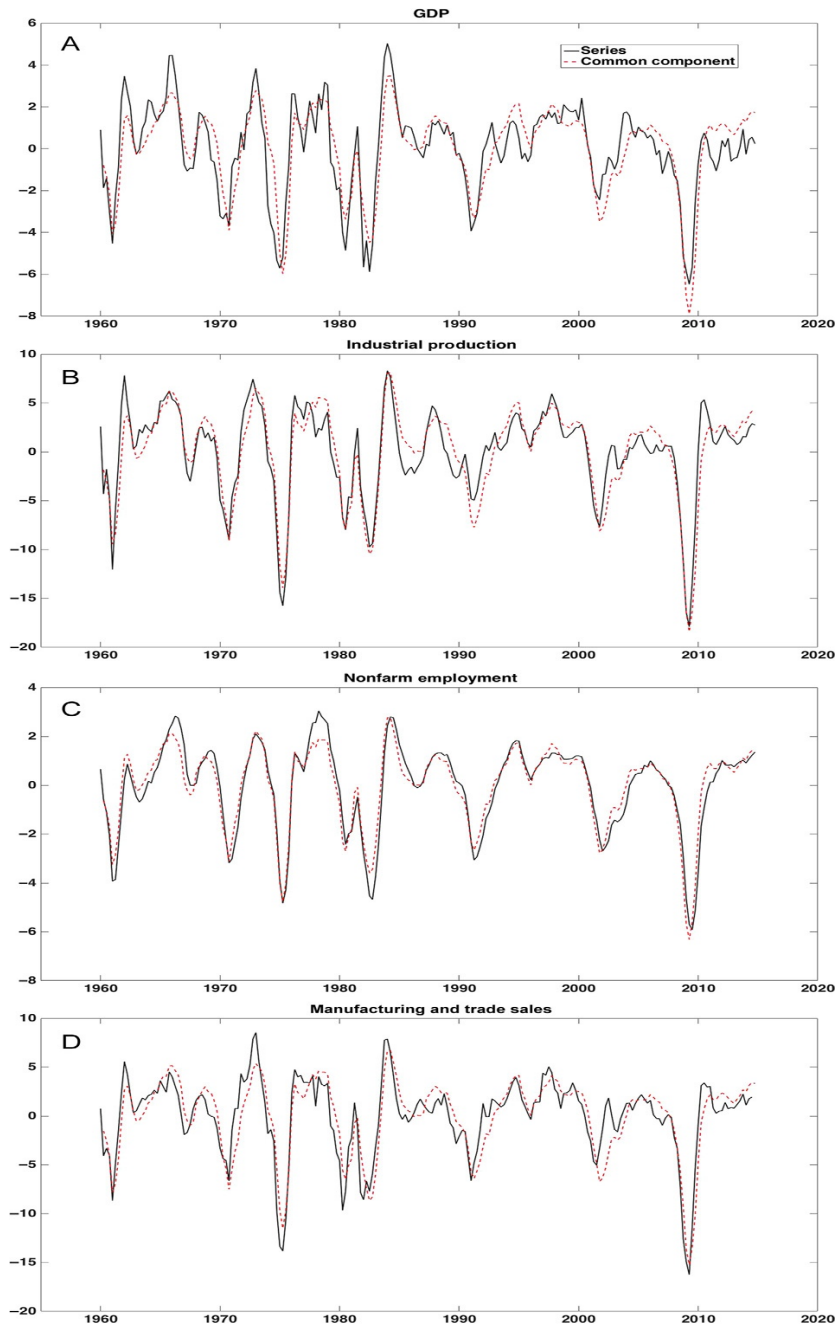 GDP
A
Series
Common component
6
4
2
0
−2
−4
−6
−8
1960 1970 1980 1990 2000 2010 2020
Industrial production
B
10
5
0
−5
−10
−15
−20
1960 1970 1980 1990 2000 2010 2020
Nonfarm employment
C
4
2
0
−2
−4
−6
−8
1960 1970 1980 1990 2000 2010 2020
Manufacturing and trade sales
D
10
5
0
−5
−10
−15
−20
1960 1970 1980 1990 2000 2010 2020